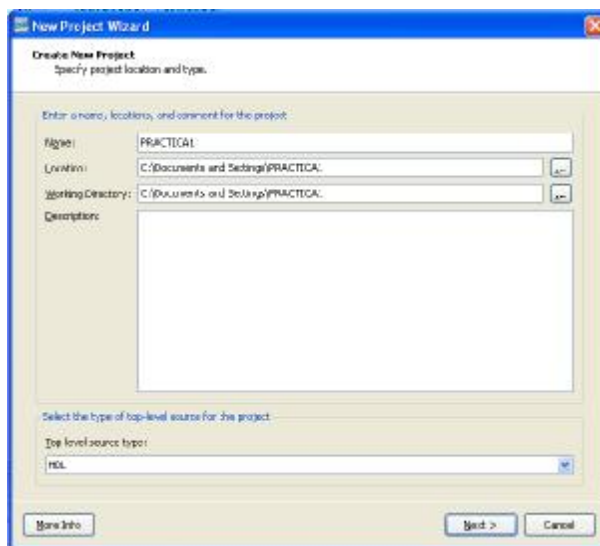 New Project Wizard
Create New Project
Specify project location and type.
Enter a name, locations, and comment for the project
Name: PRACTICA1
Location: C:\Documents and Settings\PRACTICA1 ...
Working Directory: C:\Documents and Settings\PRACTICA1 ...
Description:
Select the type of top-level source for the project
Top level source type:
HDL
More Info Next > Cancel